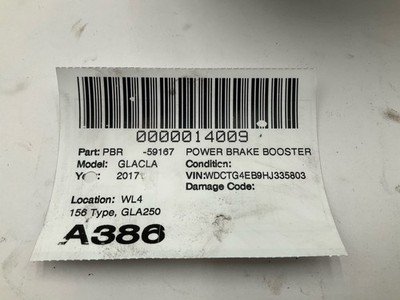 0000014009
Part: PBR -59167 POWER BRAKE BOOSTER
Model: GLACLA Condition:
2017 VIN:WDCTG4EB9HJ335803
Damage Code:
Location: WL4
156 Type, GLA250
A386